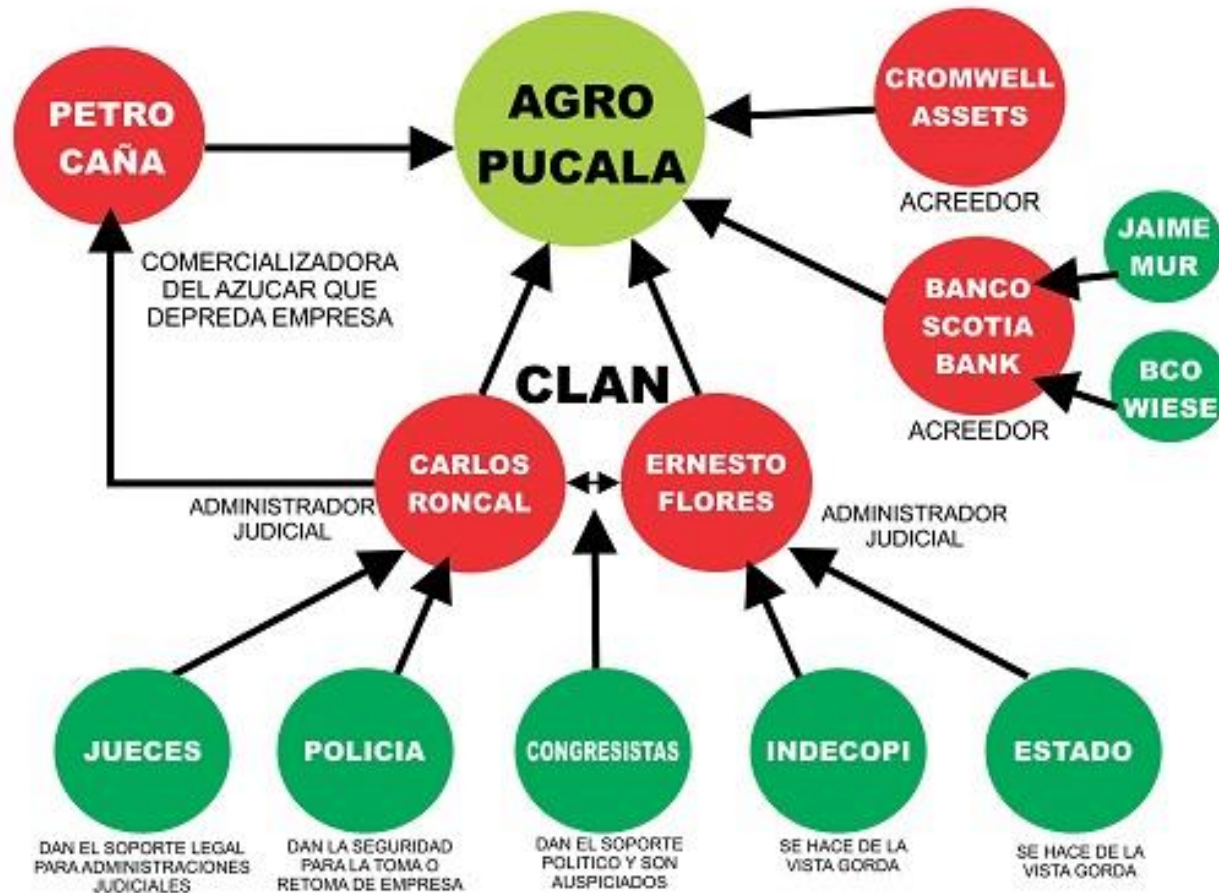 AGRO
PUCALA
PETRO
CAÑA
CROMWELL
ASSETS
ACREEDOR
JAIME
MUR
BANCO
SCOTIA
BANK
BCO
WIESE
ACREEDOR
COMERCIALIZADORA
DEL AZUCAR QUE
DEPREDA EMPRESA
CLAN
CARLOS
RONCAL
ERNESTO
FLORES
ADMINISTRADOR
JUDICIAL
ADMINISTRADOR
JUDICIAL
JUECES
POLICIA
CONGRESISTAS
INDECOPI
ESTADO
DAN EL SOPORTE LEGAL
PARA ADMINISTRACIONES
JUDICIALES
DAN LA SEGURIDAD
PARA LA TOMA O
RETOMA DE EMPRESA
DAN EL SOPORTE
POLITICO Y SON
AUSPICIADOS
SE HACE DE LA
VISTA GORDA
SE HACE DE LA
VISTA GORDA